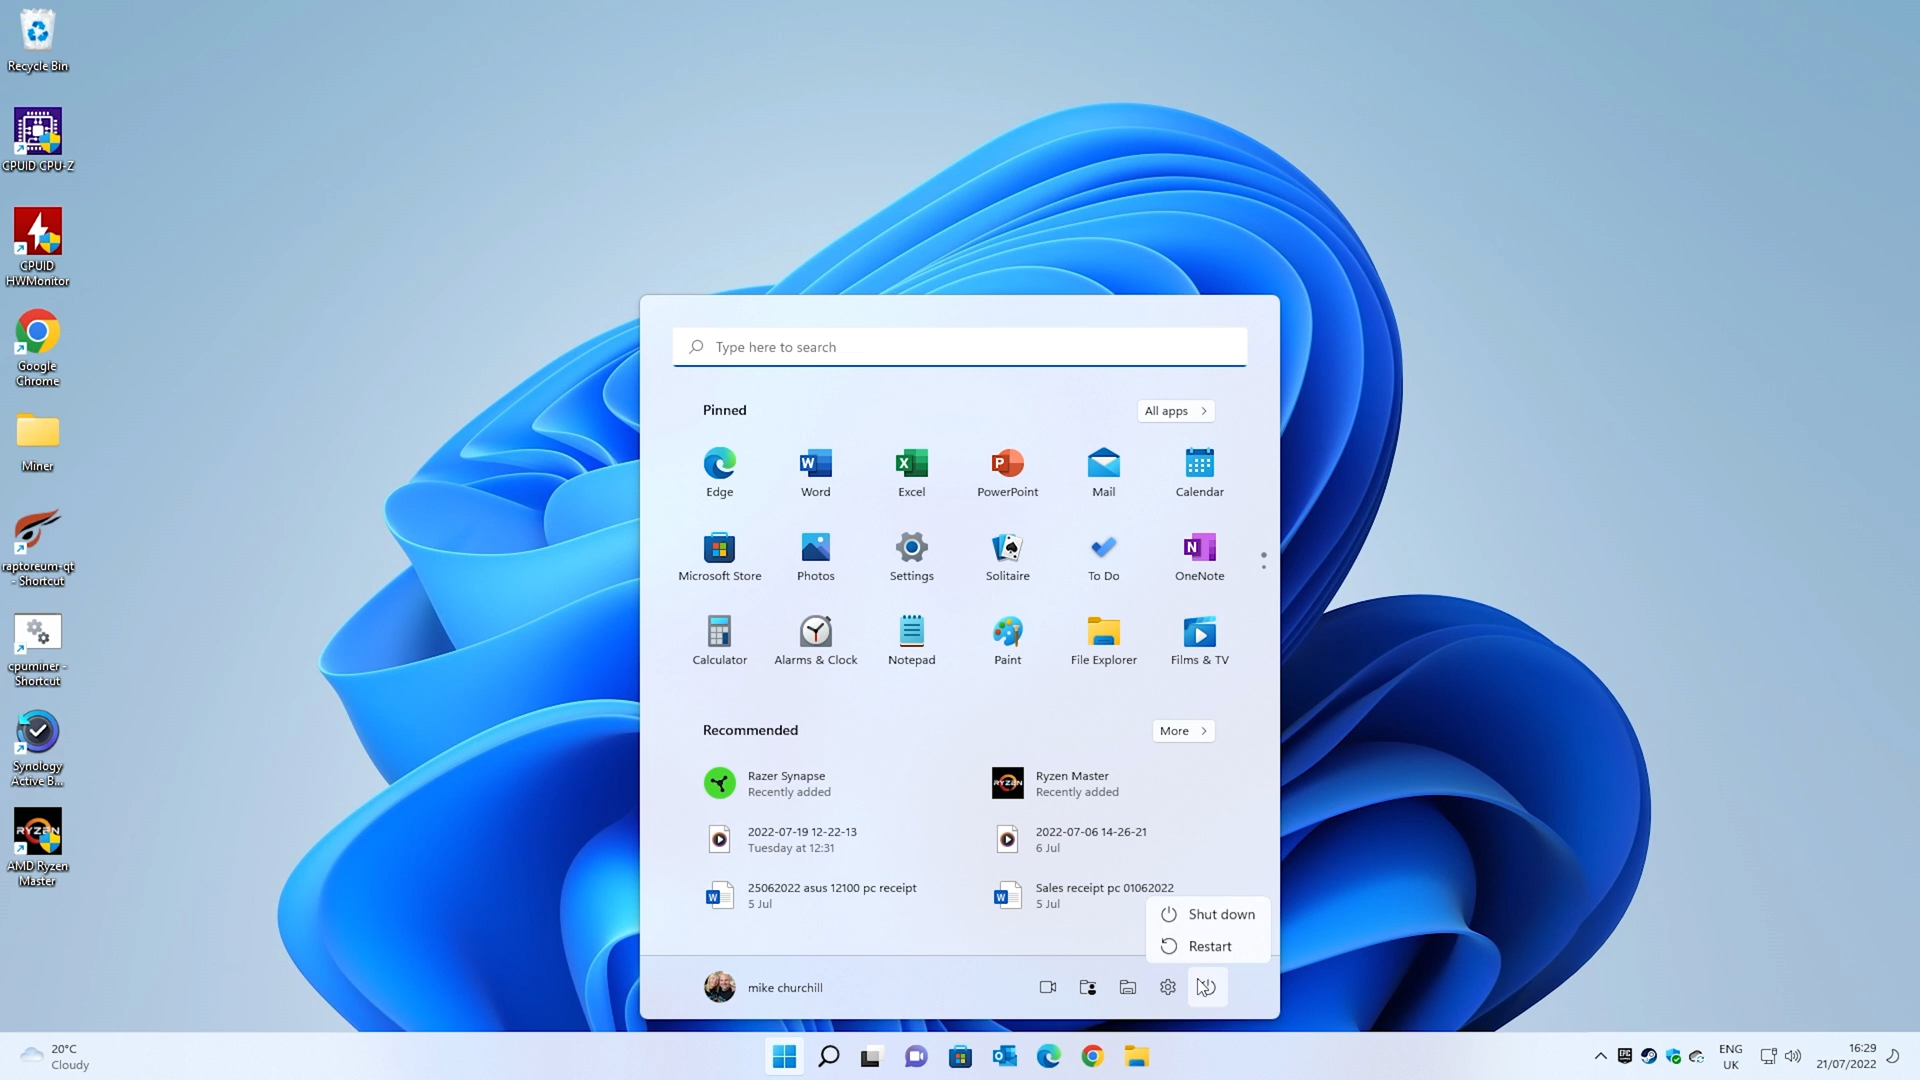 Recycle Bin
CPUID CPU-Z
CPUID
HWMonitor
Google
Chrome
Miner
raptoreum-qt
- Shortcut
cpuminer -
Shortcut
Synology
Active B...
RYZEN
AMD Ryzen
Master
Type here to search
Pinned
All apps
Edge
Word
Excel
PowerPoint
Mail
Calendar
Microsoft Store
Photos
Settings
Solitaire
To Do
OneNote
Calculator
Alarms & Clock
Notepad
Paint
File Explorer
Films & TV
Recommended
More
Razer Synapse
Recently added
RYZEN
Ryzen Master
Recently added
2022-07-19 12-22-13
Tuesday at 12:31
2022-07-06 14-26-21
6 Jul
25062022 asus 12100 pc receipt
5 Jul
Sales receipt pc 01062022
5 Jul
Shut down
Restart
mike churchill
20°C
Cloudy
EPIC
ENG
UK
16:29
21/07/2022